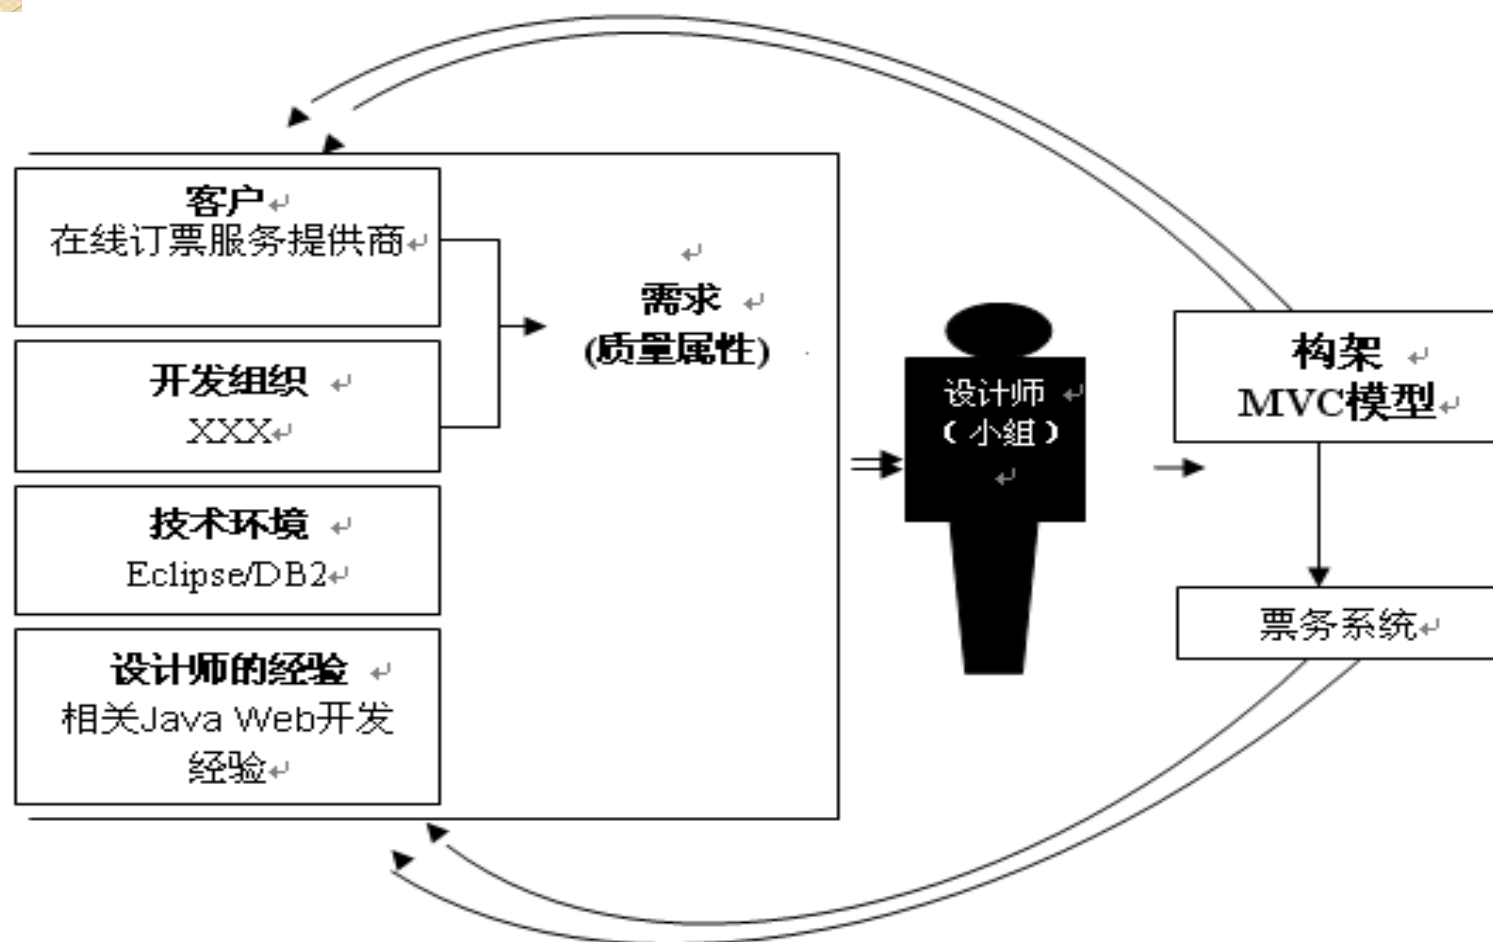 客户
在线订票服务提供商
开发组织
XXX
技术环境
Eclipse/DB2
设计师的经验
相关Java Web开发
经验
需求
(质量属性)
设计师
（小组）
构架
MVC模型
票务系统